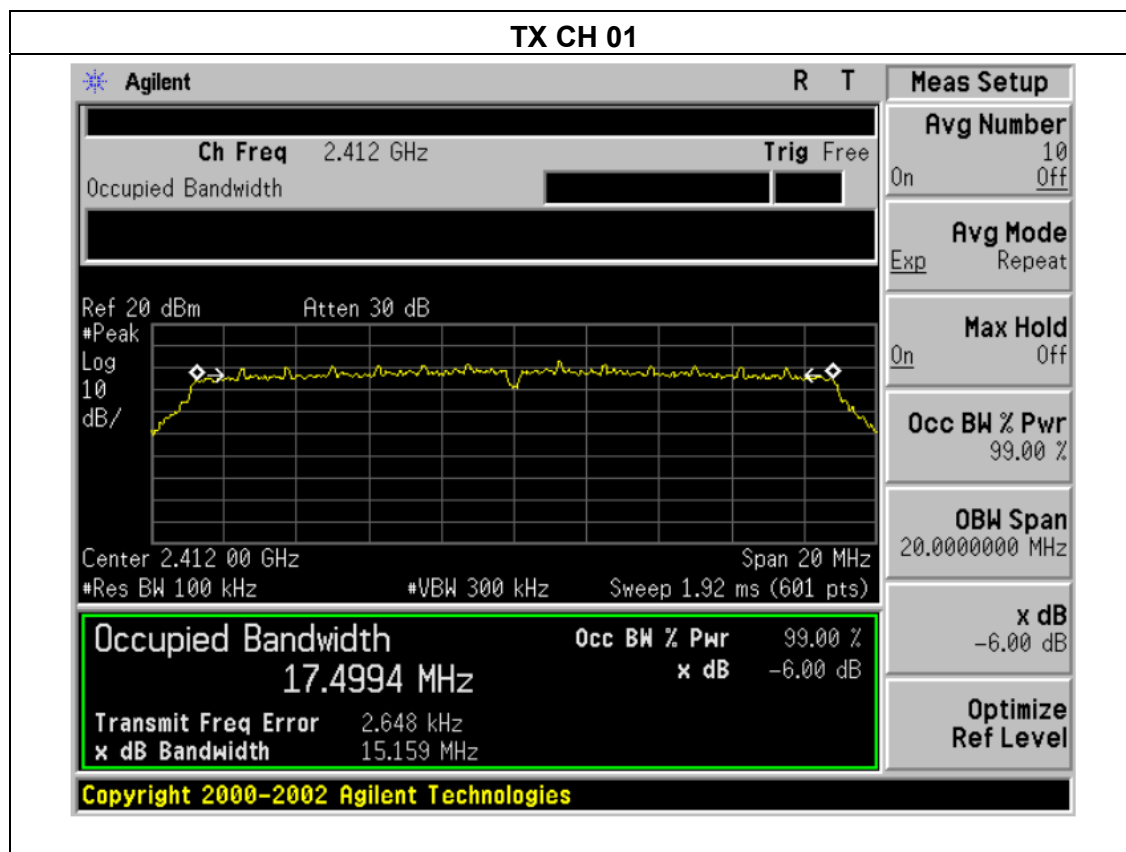 TX CH 01
Agilent R T
Ch Freq 2.412 GHz Trig Free
Occupied Bandwidth
Ref 20 dBm Atten 30 dB
#Peak
Log
10
dB/
Center 2.412 00 GHz Span 20 MHz
#Res BW 100 kHz #VBW 300 kHz Sweep 1.92 ms (601 pts)
Occupied Bandwidth Occ BW % Pwr 99.00 %
17.4994 MHz x dB -6.00 dB
Transmit Freq Error 2.648 kHz
x dB Bandwidth 15.159 MHz
Copyright 2000-2002 Agilent Technologies
Meas Setup
Avg Number
10
On Off
Avg Mode
Exp Repeat
Max Hold
On Off
Occ BW % Pwr
99.00 %
OBW Span
20.0000000 MHz
x dB
-6.00 dB
Optimize
Ref Level